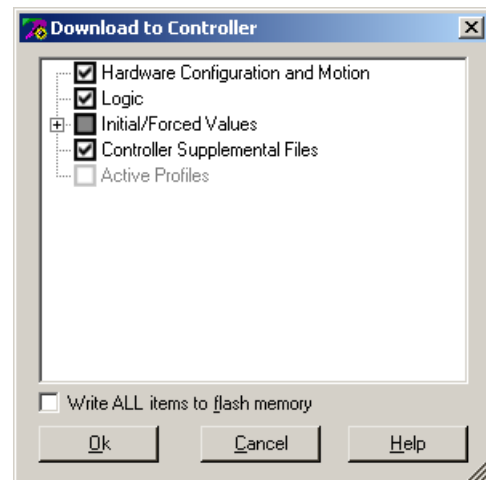 Download to Controller
Hardware Configuration and Motion
Logic
Initial/Forced Values
Controller Supplemental Files
Active Profiles
Write ALL items to flash memory
Ok Cancel Help